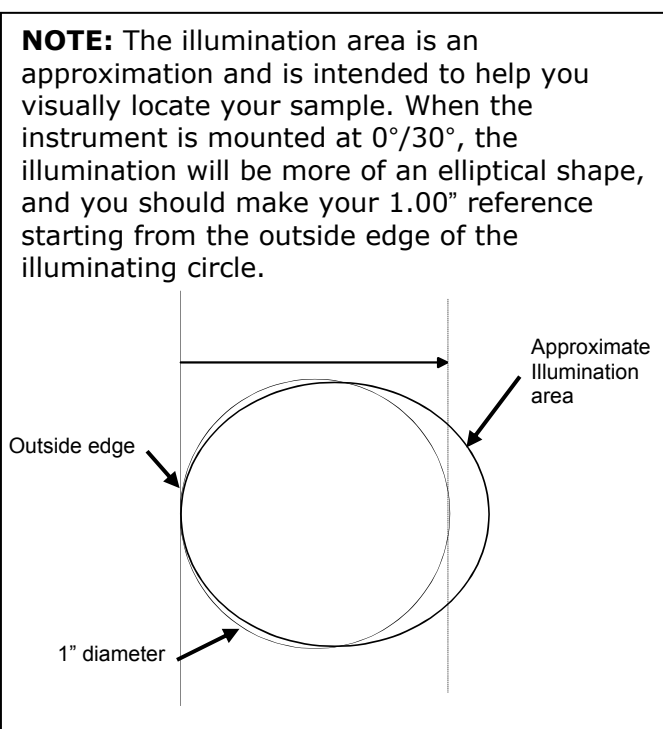 NOTE: The illumination area is an
approximation and is intended to help you
visually locate your sample. When the
instrument is mounted at 0°/30°, the
illumination will be more of an elliptical shape,
and you should make your 1.00” reference
starting from the outside edge of the
illuminating circle.
Approximate
Illumination
area
Outside edge
1” diameter